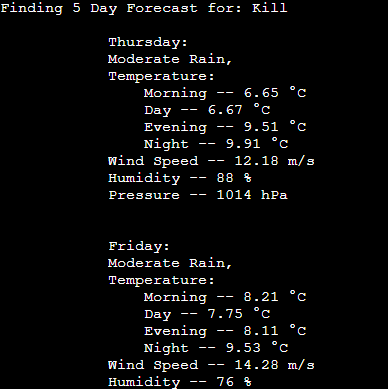 Finding 5 Day Forecast for: Kill
Thursday:
Moderate Rain,
Temperature:
Morning -- 6.65 °C
Day -- 6.67 °C
Evening -- 9.51 °C
Night -- 9.91 °C
Wind Speed -- 12.18 m/s
Humidity -- 88 %
Pressure -- 1014 hPa
Friday:
Moderate Rain,
Temperature:
Morning -- 8.21 °C
Day -- 7.75 °C
Evening -- 8.11 °C
Night -- 9.53 °C
Wind Speed -- 14.28 m/s
Humidity -- 76 %